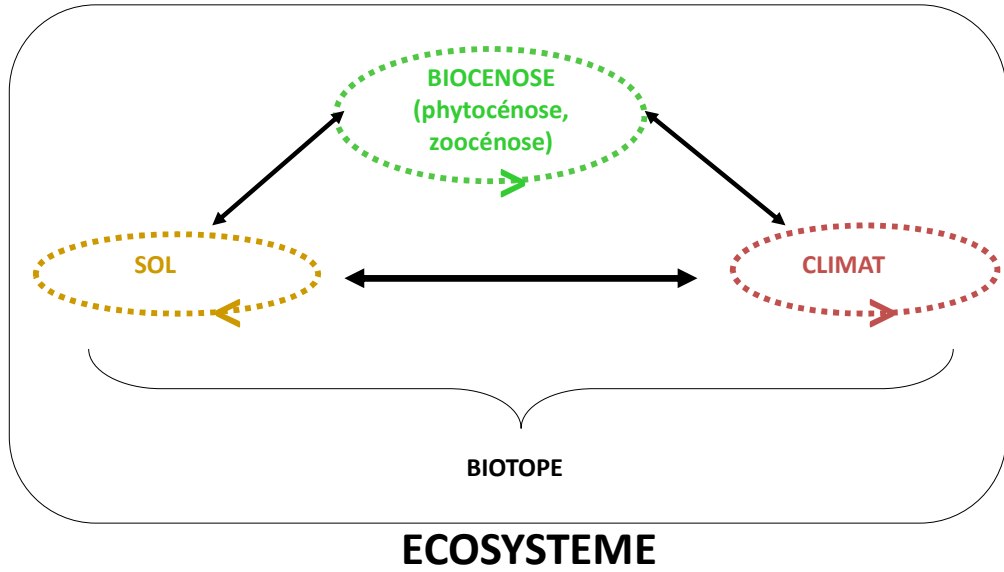 BIOCENOSE
(phytocénose,
zoocénose)
SOL
CLIMAT
BIOTOPE
ECOSYSTEME